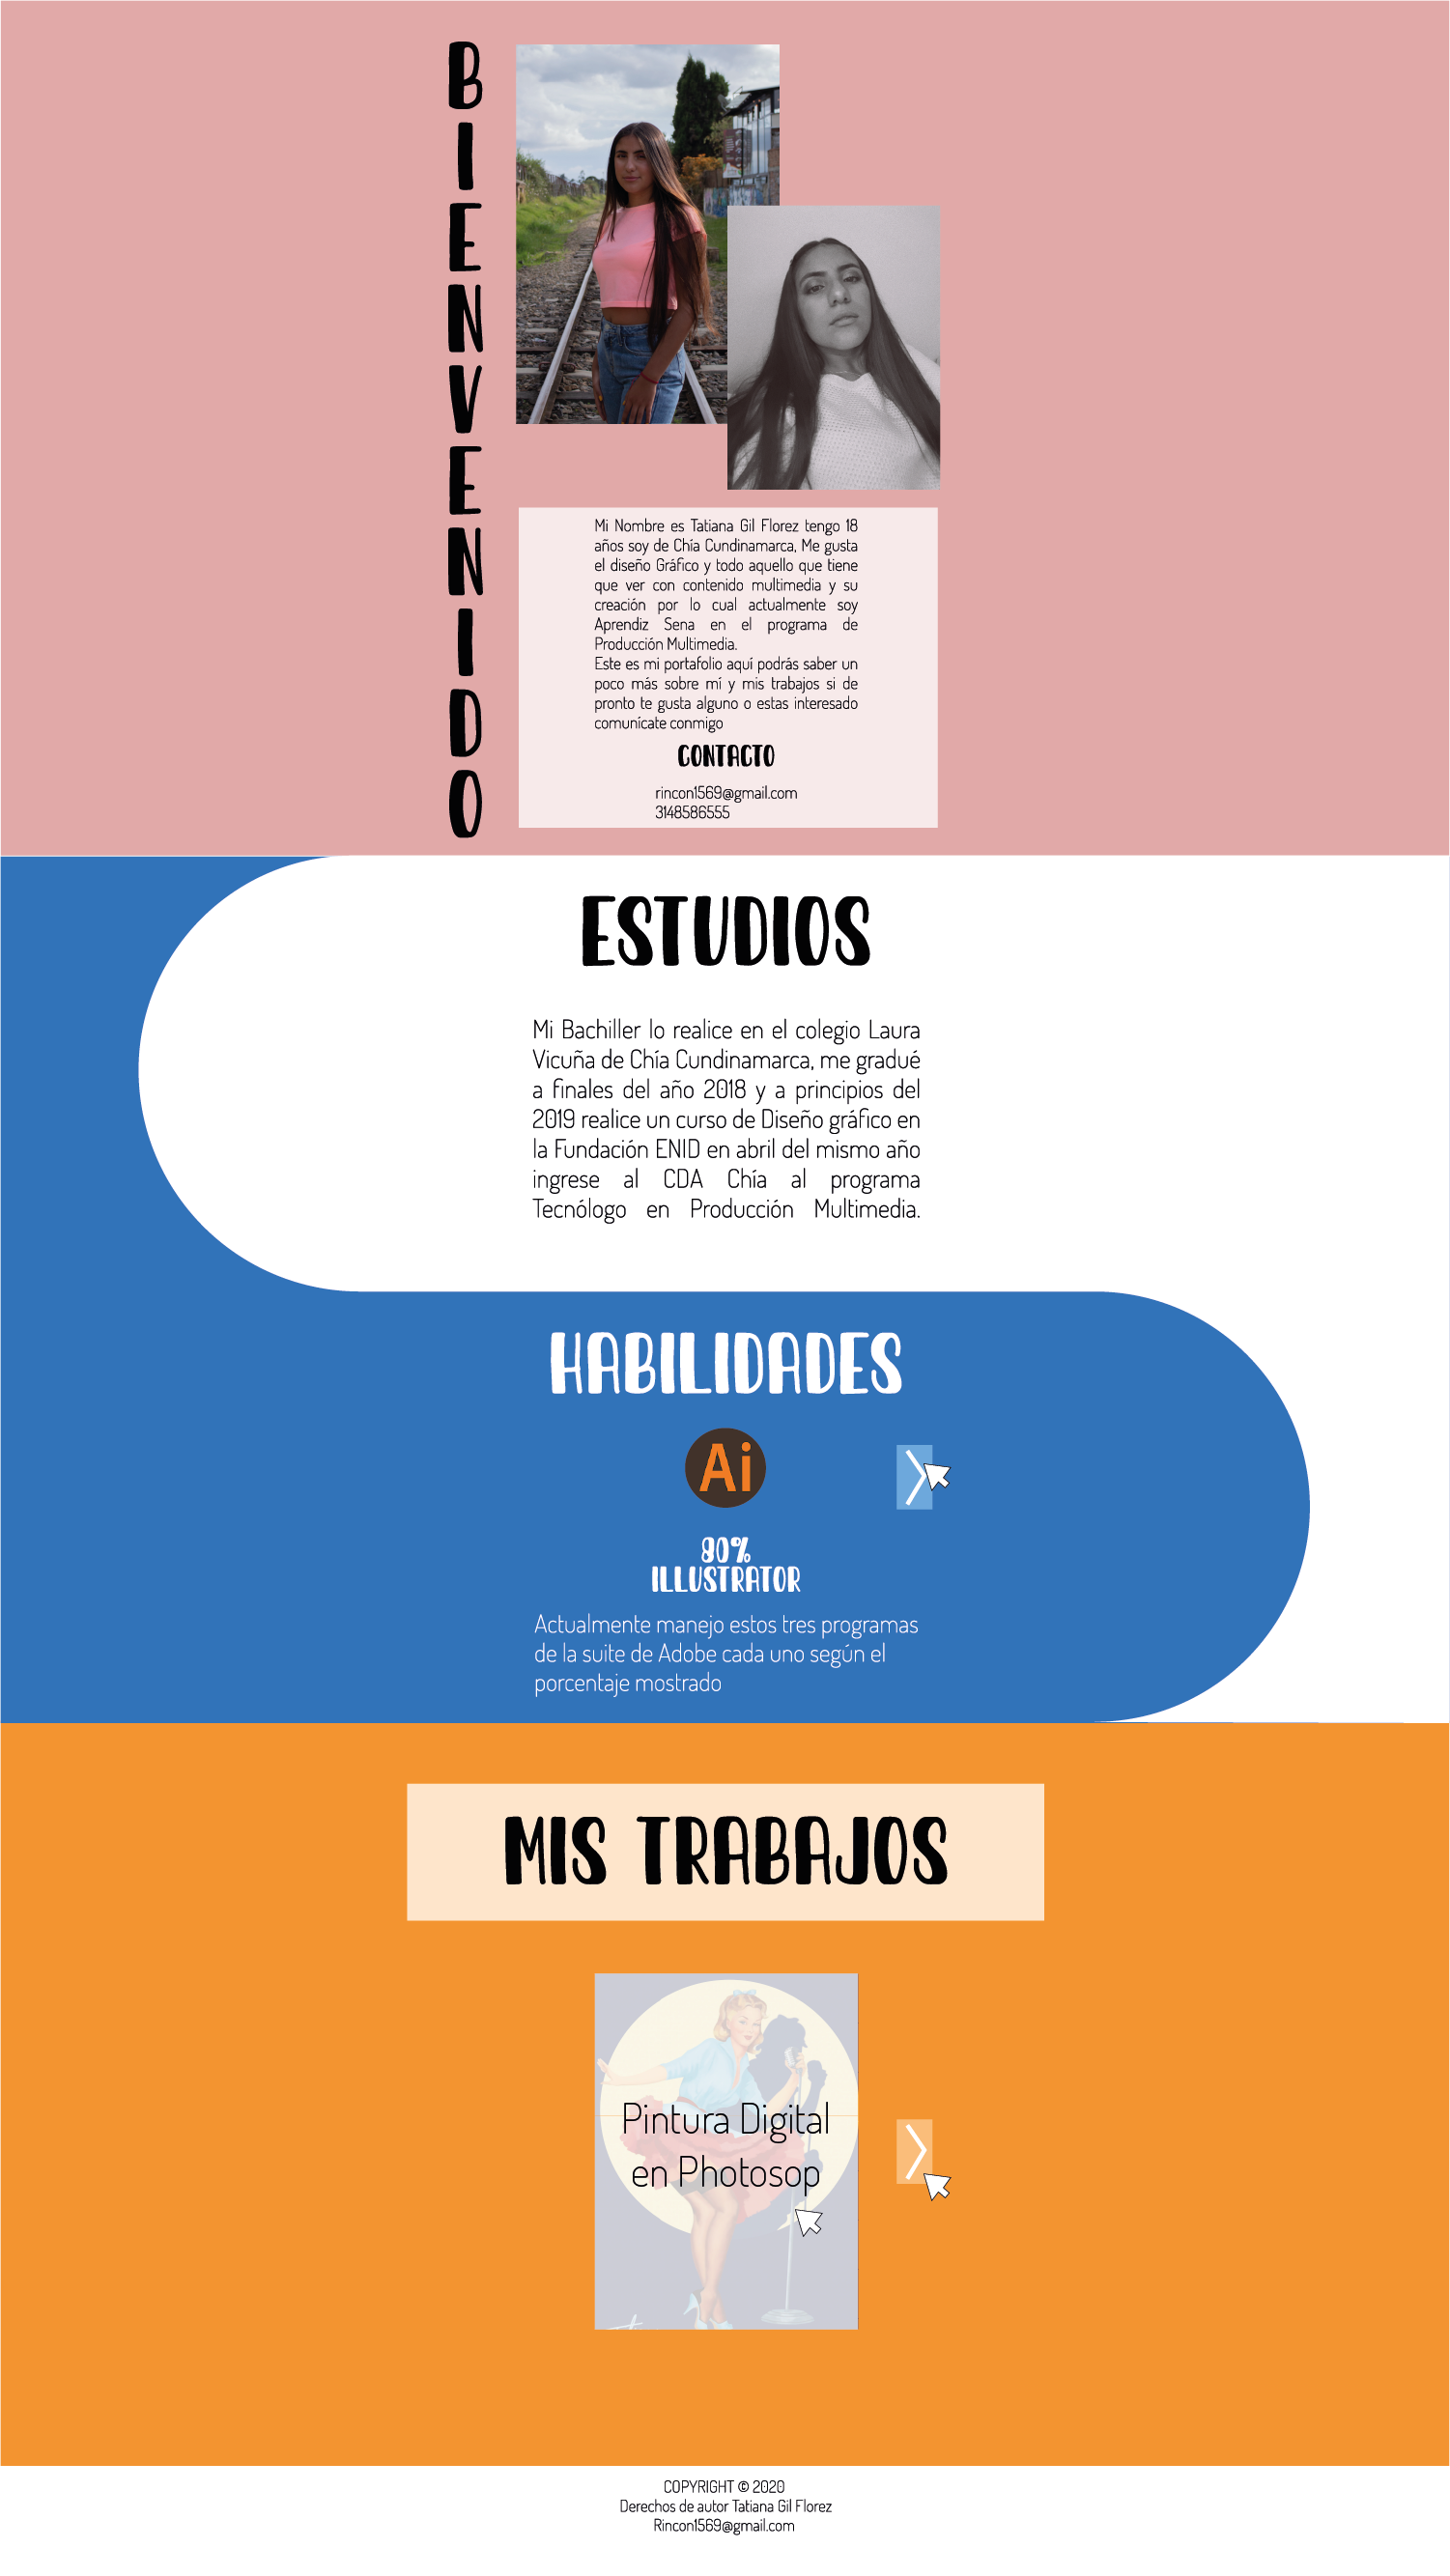 BIENVENIDO
Mi Nombre es Tatiana Gil Florez tengo 18
años soy de Chía Cundinamarca, Me gusta
el diseño Gráfico y todo aquello que tiene
que ver con contenido multimedia y su
creación por lo cual actualmente soy
Aprendiz Sena en el programa de
Producción Multimedia.
Este es mi portafolio aquí podrás saber un
poco más sobre mí y mis trabajos si de
pronto te gusta alguno o estas interesado
comunícate conmigo
CONTACTO
rincon1569@gmail.com
3148586555
ESTUDIOS
Mi Bachiller lo realice en el colegio Laura
Vicuña de Chía Cundinamarca, me gradué
a finales del año 2018 y a principios del
2019 realice un curso de Diseño gráfico en
la Fundación ENID en abril del mismo año
ingrese al CDA Chía al programa
Tecnólogo en Producción Multimedia.
HABILIDADES
Ai
80%
ILLUSTRATOR
Actualmente manejo estos tres programas
de la suite de Adobe cada uno según el
porcentaje mostrado
MIS TRABAJOS
Pintura Digital
en Photosop
COPYRIGHT © 2020
Derechos de autor Tatiana Gil Florez
Rincon1569@gmail.com